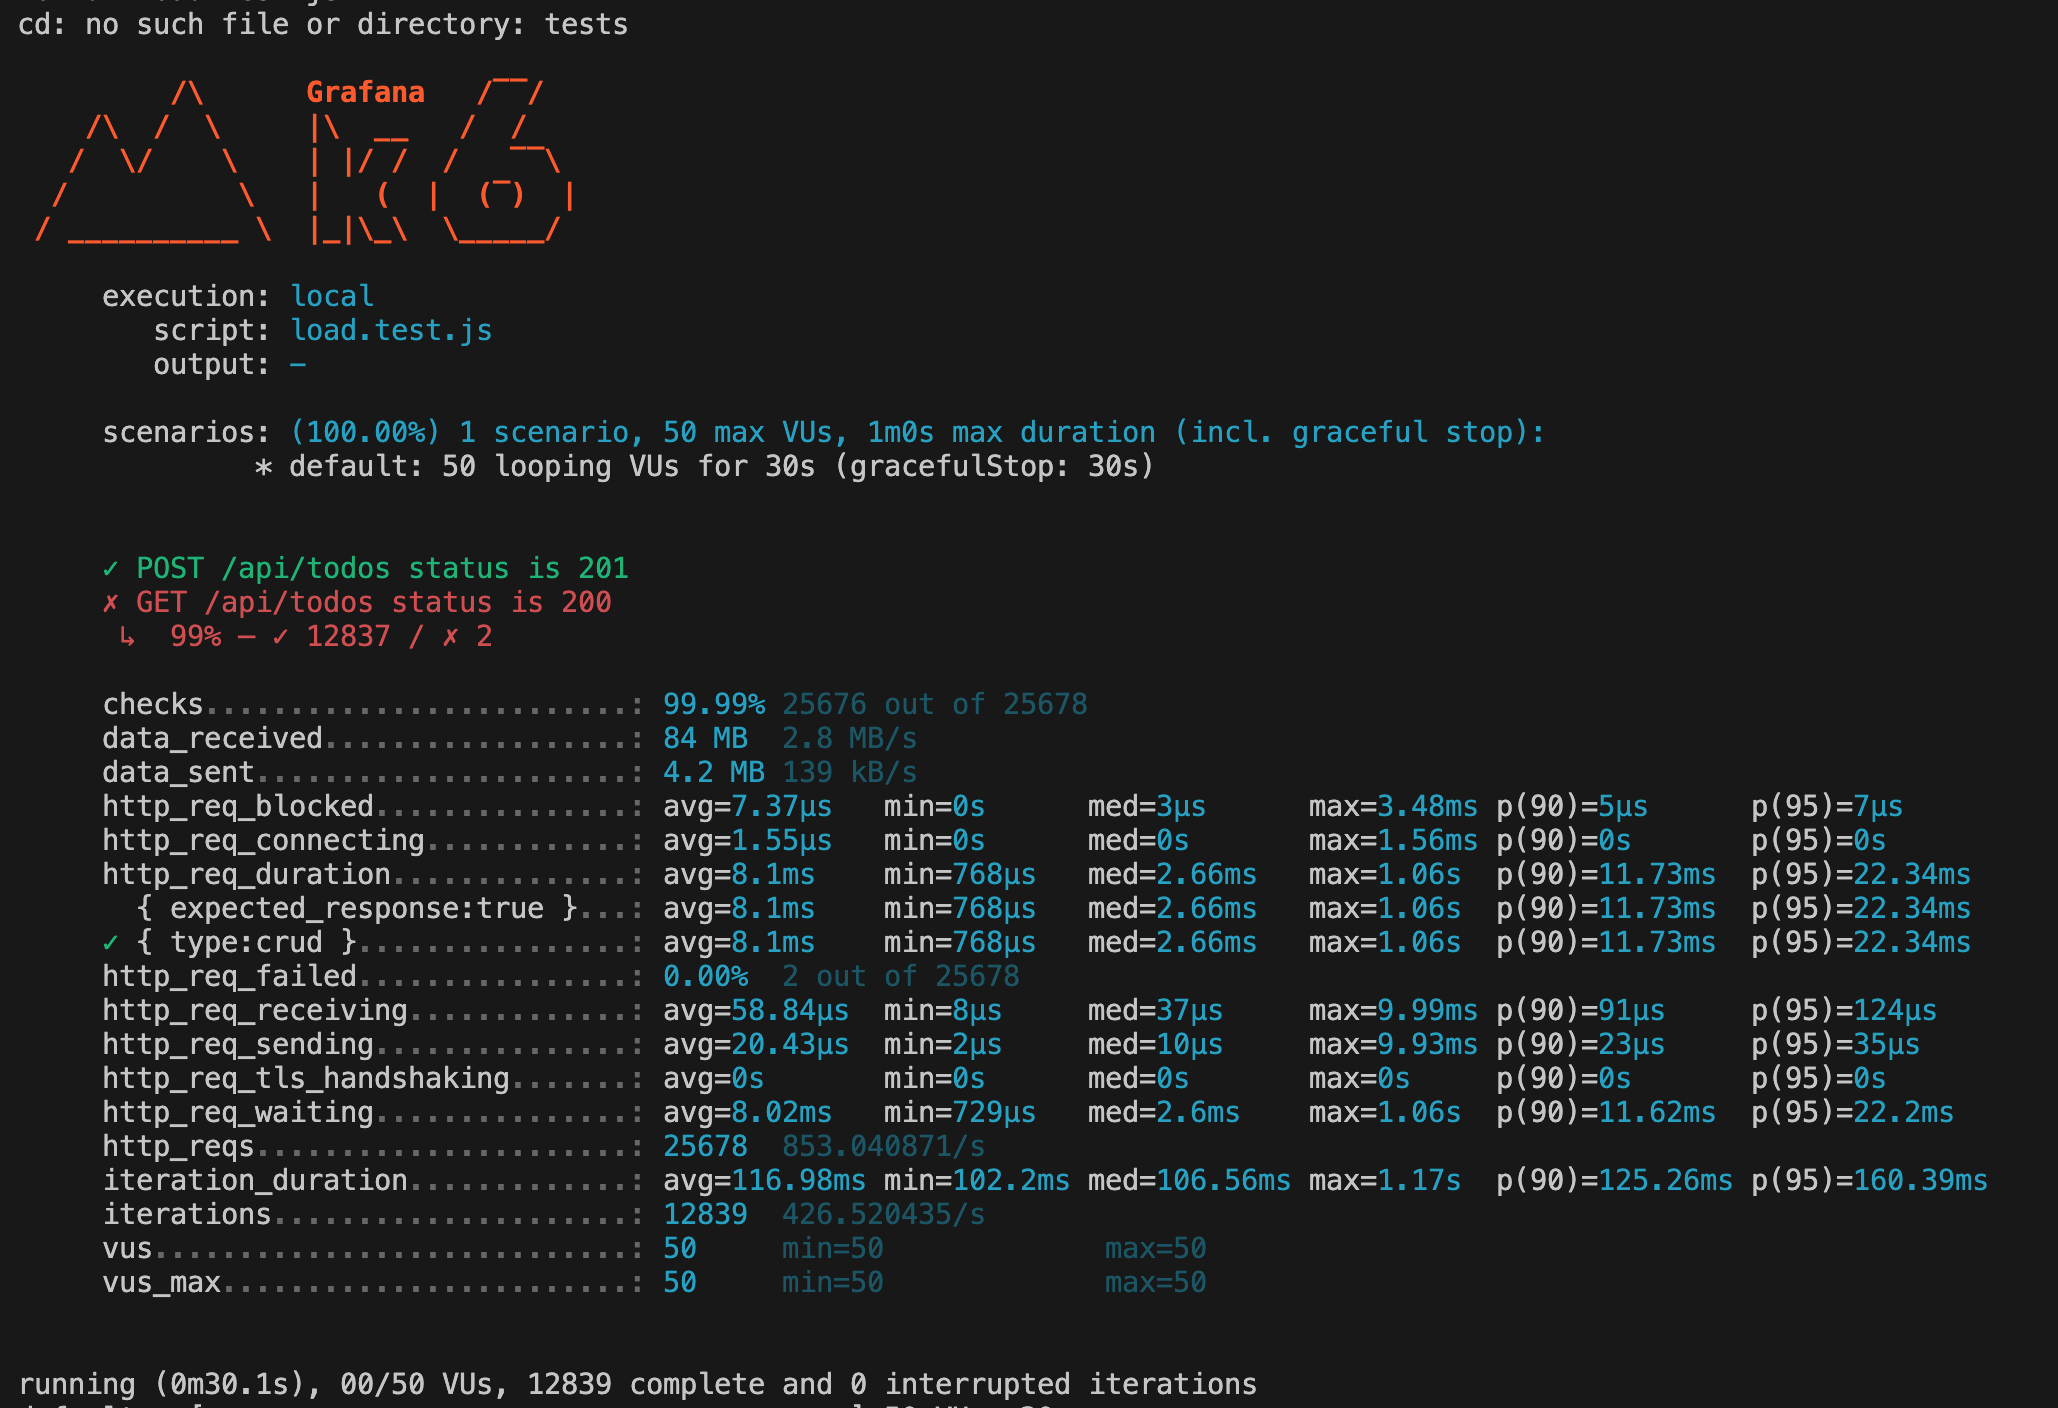 cd: no such file or directory: tests
Grafana
execution: local
script: load.test.js
output: -
scenarios: (100.00%) 1 scenario, 50 max VUs, 1m0s max duration (incl. graceful stop):
* default: 50 looping VUs for 30s (gracefulStop: 30s)
✓ POST /api/todos status is 201
✗ GET /api/todos status is 200
↳  99% — ✓ 12837 / ✗ 2
checks.........................: 99.99% 25676 out of 25678
data_received..................: 84 MB  2.8 MB/s
data_sent......................: 4.2 MB 139 kB/s
http_req_blocked...............: avg=7.37µs   min=0s      med=3µs      max=3.48ms p(90)=5µs      p(95)=7µs
http_req_connecting............: avg=1.55µs   min=0s      med=0s       max=1.56ms p(90)=0s       p(95)=0s
http_req_duration..............: avg=8.1ms    min=768µs   med=2.66ms   max=1.06s  p(90)=11.73ms  p(95)=22.34ms
{ expected_response:true }...: avg=8.1ms    min=768µs   med=2.66ms   max=1.06s  p(90)=11.73ms  p(95)=22.34ms
✓ { type:crud }................: avg=8.1ms    min=768µs   med=2.66ms   max=1.06s  p(90)=11.73ms  p(95)=22.34ms
http_req_failed................: 0.00%  2 out of 25678
http_req_receiving.............: avg=58.84µs  min=8µs     med=37µs     max=9.99ms p(90)=91µs     p(95)=124µs
http_req_sending...............: avg=20.43µs  min=2µs     med=10µs     max=9.93ms p(90)=23µs     p(95)=35µs
http_req_tls_handshaking.......: avg=0s       min=0s      med=0s       max=0s     p(90)=0s       p(95)=0s
http_req_waiting...............: avg=8.02ms   min=729µs   med=2.6ms    max=1.06s  p(90)=11.62ms  p(95)=22.2ms
http_reqs......................: 25678  853.040871/s
iteration_duration.............: avg=116.98ms min=102.2ms med=106.56ms max=1.17s  p(90)=125.26ms p(95)=160.39ms
iterations.....................: 12839  426.520435/s
vus............................: 50     min=50             max=50
vus_max........................: 50     min=50             max=50
running (0m30.1s), 00/50 VUs, 12839 complete and 0 interrupted iterations